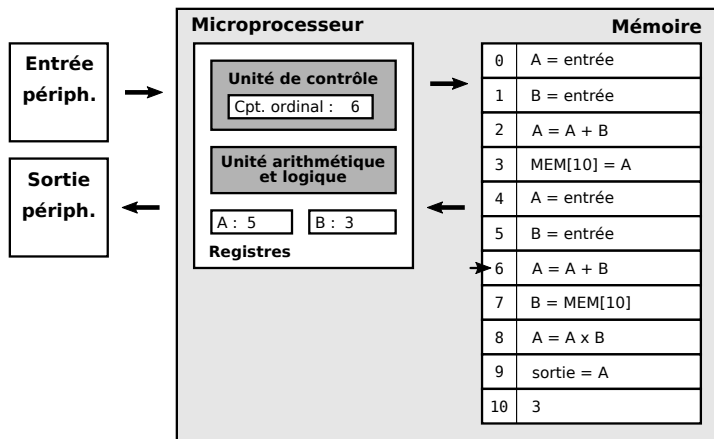 Microprocesseur
Mémoire
Entrée
périph.
Sortie
périph.
Unité de contrôle
Cpt. ordinal : 6
Unité arithmétique
et logique
A : 5
B : 3
Registres
0 A = entrée
1 B = entrée
2 A = A + B
3 MEM[10] = A
4 A = entrée
5 B = entrée
6 A = A + B
7 B = MEM[10]
8 A = A x B
9 sortie = A
10 3